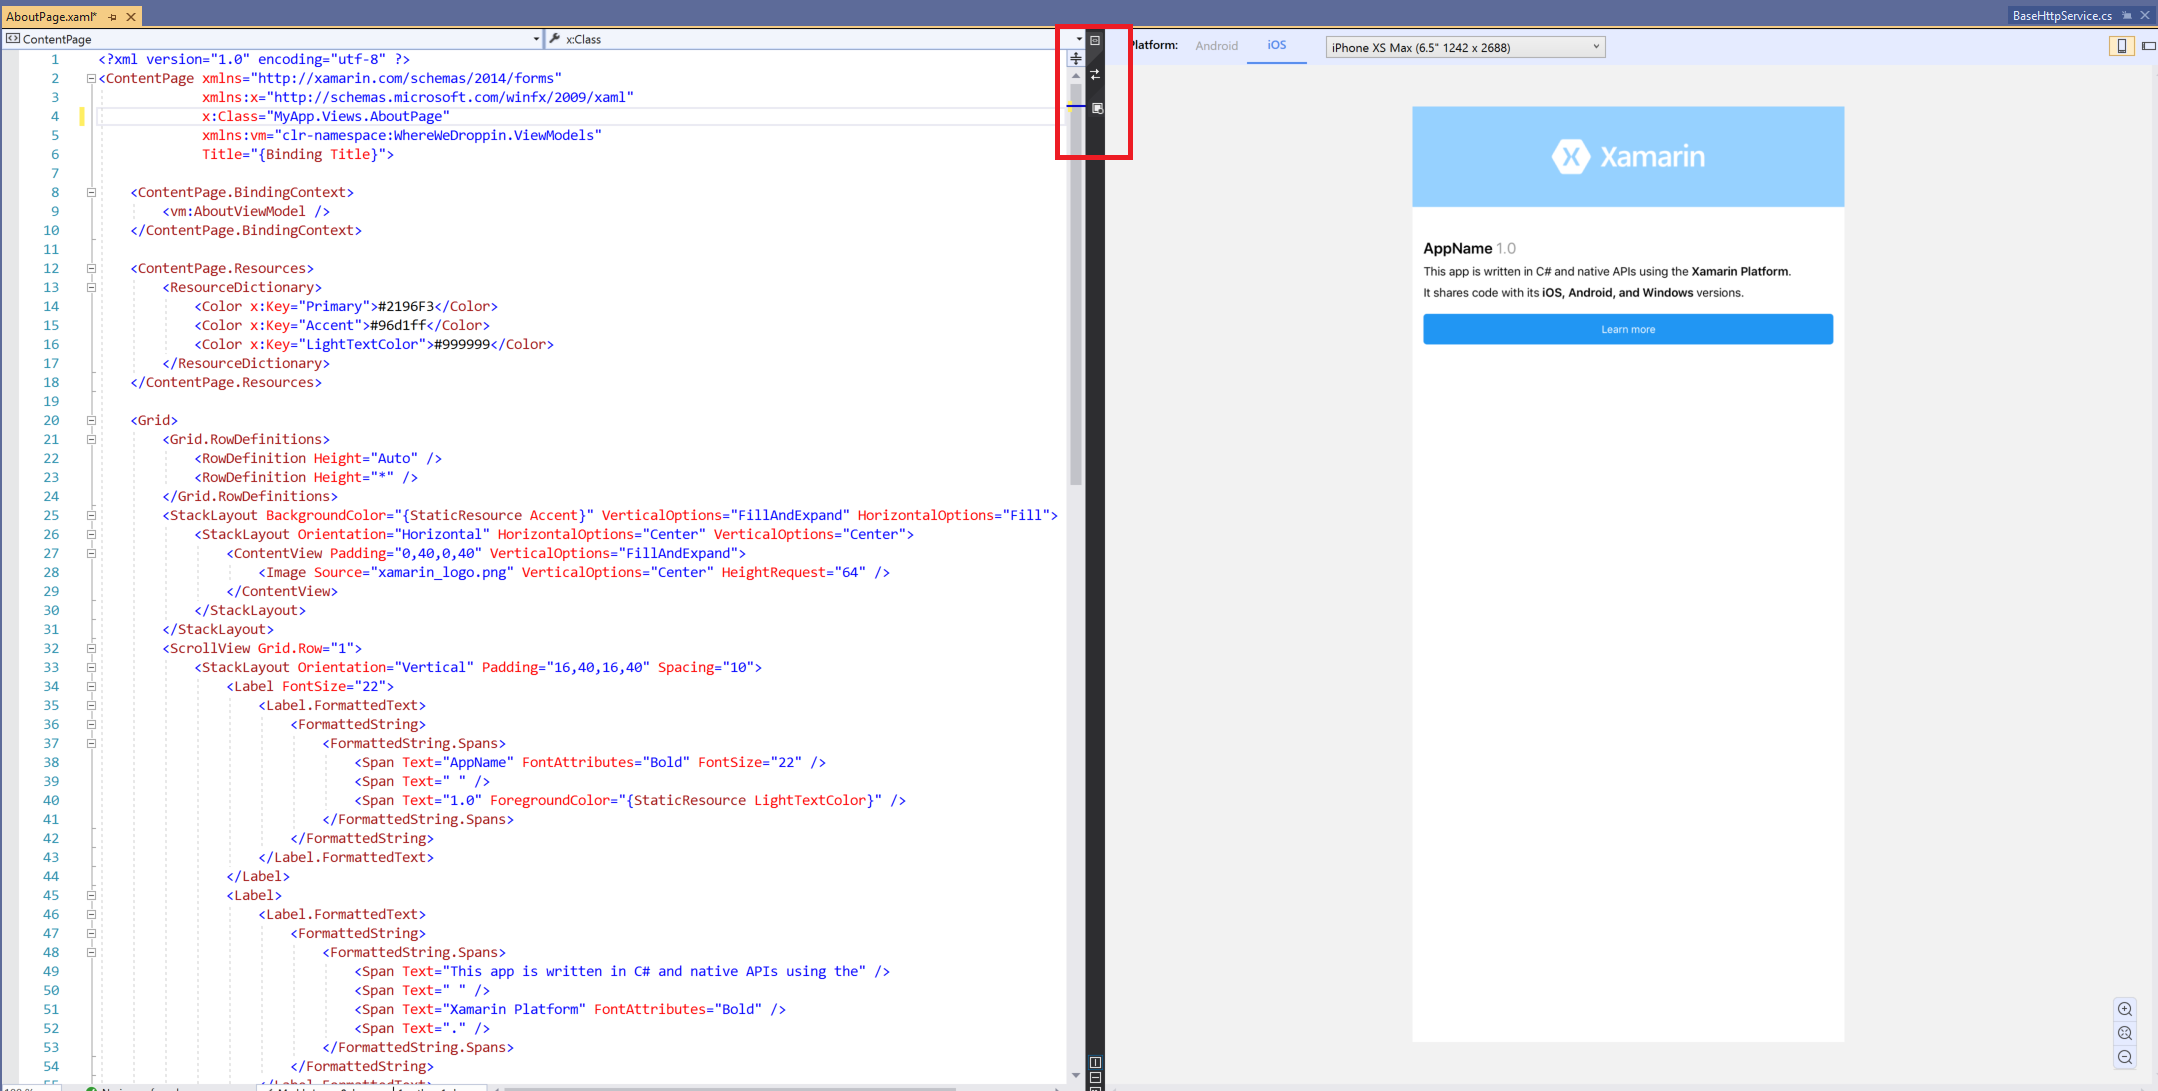 AboutPage.xaml*
BaseHttpService.cs
ContentPage
x:Class
Platform:
Android
iOS
iPhone XS Max (6.5" 1242 x 2688)
1 <?xml version="1.0" encoding="utf-8" ?>
2 <ContentPage xmlns="http://xamarin.com/schemas/2014/forms"
3 xmlns:x="http://schemas.microsoft.com/winfx/2009/xaml"
4 x:Class="MyApp.Views.AboutPage"
5 xmlns:vm="clr-namespace:WhereWeDroppin.ViewModels"
6 Title="{Binding Title}">
7
8 <ContentPage.BindingContext>
9 <vm:AboutViewModel />
10 </ContentPage.BindingContext>
11
12 <ContentPage.Resources>
13 <ResourceDictionary>
14 <Color x:Key="Primary">#2196F3</Color>
15 <Color x:Key="Accent">#96d1ff</Color>
16 <Color x:Key="LightTextColor">#999999</Color>
17 </ResourceDictionary>
18 </ContentPage.Resources>
19
20 <Grid>
21 <Grid.RowDefinitions>
22 <RowDefinition Height="Auto" />
23 <RowDefinition Height="*" />
24 </Grid.RowDefinitions>
25 <StackLayout BackgroundColor="{StaticResource Accent}" VerticalOptions="FillAndExpand" HorizontalOptions="Fill">
26 <StackLayout Orientation="Horizontal" HorizontalOptions="Center" VerticalOptions="Center">
27 <ContentView Padding="0,40,0,40" VerticalOptions="FillAndExpand">
28 <Image Source="xamarin_logo.png" VerticalOptions="Center" HeightRequest="64" />
29 </ContentView>
30 </StackLayout>
31 </StackLayout>
32 <ScrollView Grid.Row="1">
33 <StackLayout Orientation="Vertical" Padding="16,40,16,40" Spacing="10">
34 <Label FontSize="22">
35 <Label.FormattedText>
36 <FormattedString>
37 <FormattedString.Spans>
38 <Span Text="AppName" FontAttributes="Bold" FontSize="22" />
39 <Span Text=" " />
40 <Span Text="1.0" ForegroundColor="{StaticResource LightTextColor}" />
41 </FormattedString.Spans>
42 </FormattedString>
43 </Label.FormattedText>
44 </Label>
45 <Label>
46 <Label.FormattedText>
47 <FormattedString>
48 <FormattedString.Spans>
49 <Span Text="This app is written in C# and native APIs using the" />
50 <Span Text=" " />
51 <Span Text="Xamarin Platform" FontAttributes="Bold" />
52 <Span Text="." />
53 </FormattedString.Spans>
54 </FormattedString>
Xamarin
AppName 1.0
This app is written in C# and native APIs using the Xamarin Platform.
It shares code with its iOS, Android, and Windows versions.
Learn more